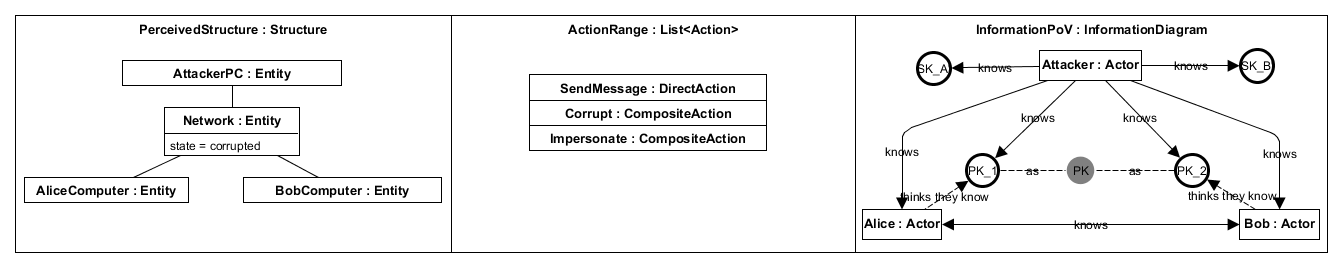 PerceivedStructure : Structure
AttackerPC : Entity
Network : Entity
state = corrupted
AliceComputer : Entity
BobComputer : Entity
ActionRange : List<Action>
SendMessage : DirectAction
Corrupt : CompositeAction
Impersonate : CompositeAction
InformationPoV : InformationDiagram
SK_A
knows
Attacker : Actor
knows
SK_B
knows
knows
knows
knows
PK_1
as
PK
as
PK_2
thinks they know
thinks they know
Alice : Actor
knows
Bob : Actor